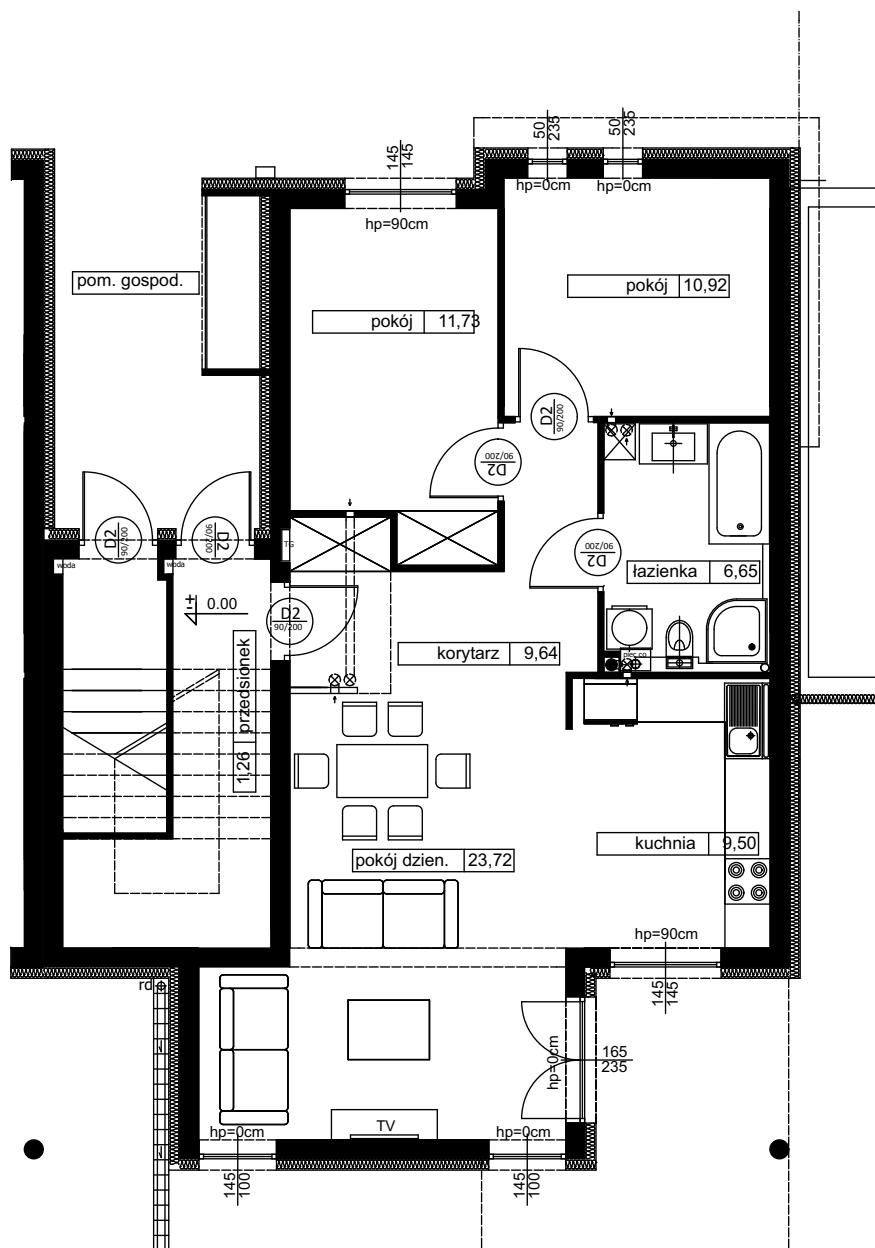 50
235
50
235
145
145
hp=0cm
hp=0cm
hp=90cm
pom. gospod.
pokój 10,92
pokój 11,73
D2
90/200
D2
90/200
D2
90/200
D2
90/200
D2
90/200
woda
woda
TG
łazienka 6,65
0.00
D2
90/200
korytarz 9,64
piec co
1,26 przedsionek
kuchnia 9,50
pokój dzien. 23,72
hp=90cm
145
145
rd
hp=0cm
165
235
TV
hp=0cm
hp=0cm
145
100
145
100